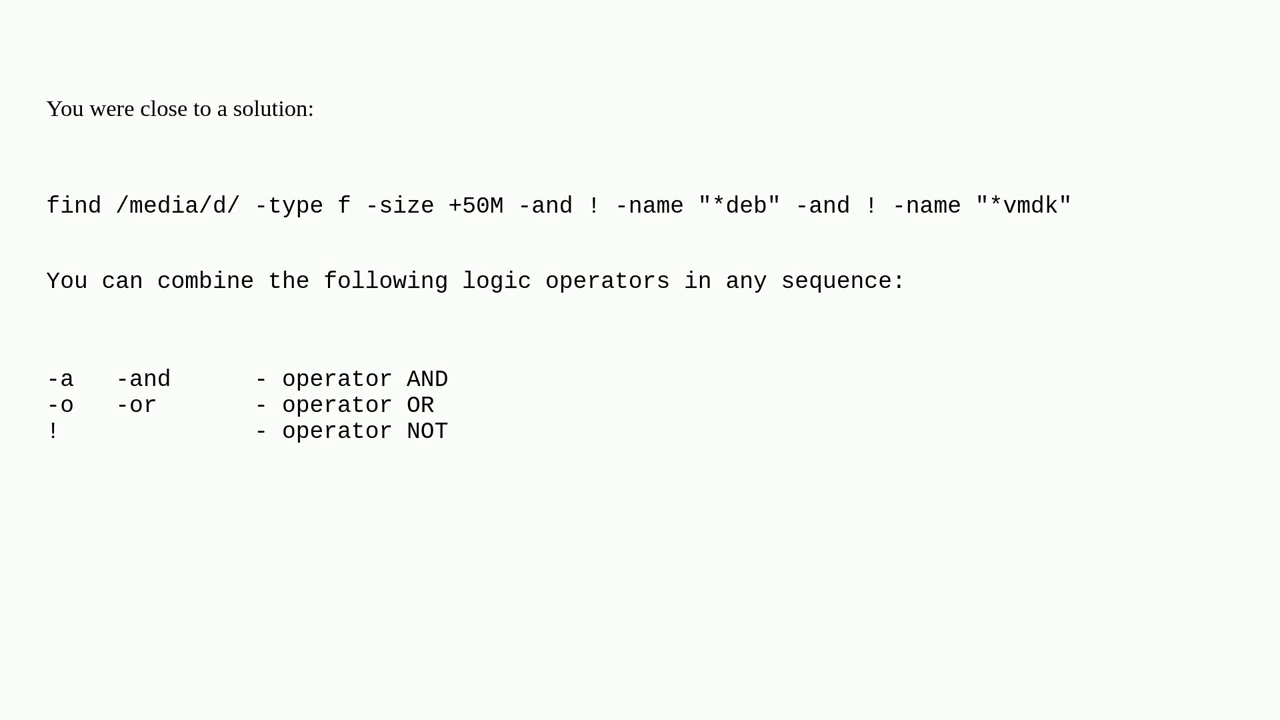 You were close to a solution:
find /media/d/ -type f -size +50M -and ! -name "*deb" -and ! -name "*vmdk"
You can combine the following logic operators in any sequence:
-a   -and      - operator AND
-o   -or       - operator OR
!              - operator NOT